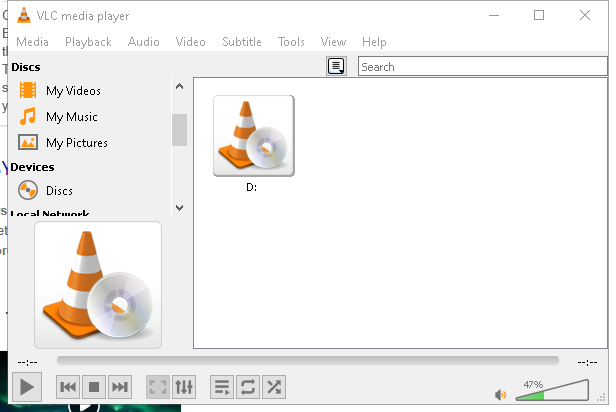 VLC media player
Media Playback Audio Video Subtitle Tools View Help
Discs
Search
My Videos
My Music
My Pictures
Devices
Discs
Local Network
D:
--:-- --:--
47%